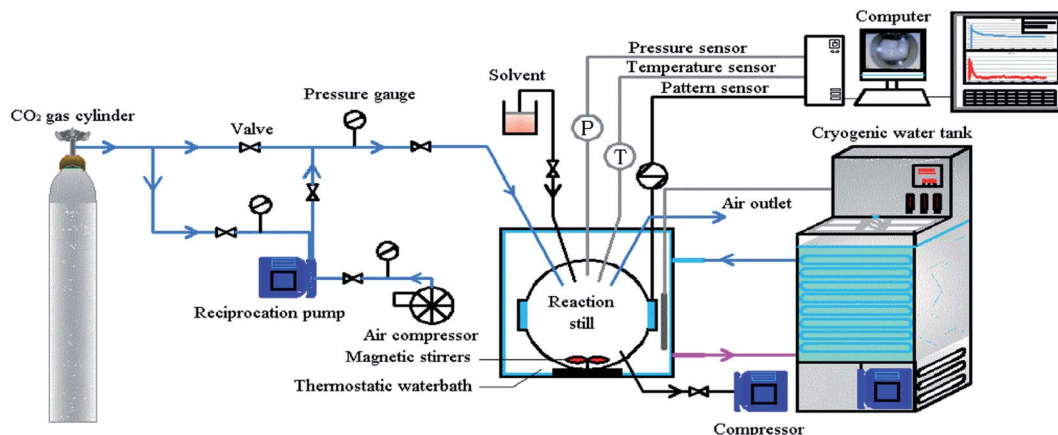 Computer
Pressure sensor
Temperature sensor
Pattern sensor
Solvent
Pressure gauge
CO₂ gas cylinder
Valve
P
T
Cryogenic water tank
Air outlet
Reaction
still
Reciprocation pump
Air compressor
Magnetic stirrers
Thermostatic waterbath
Compressor